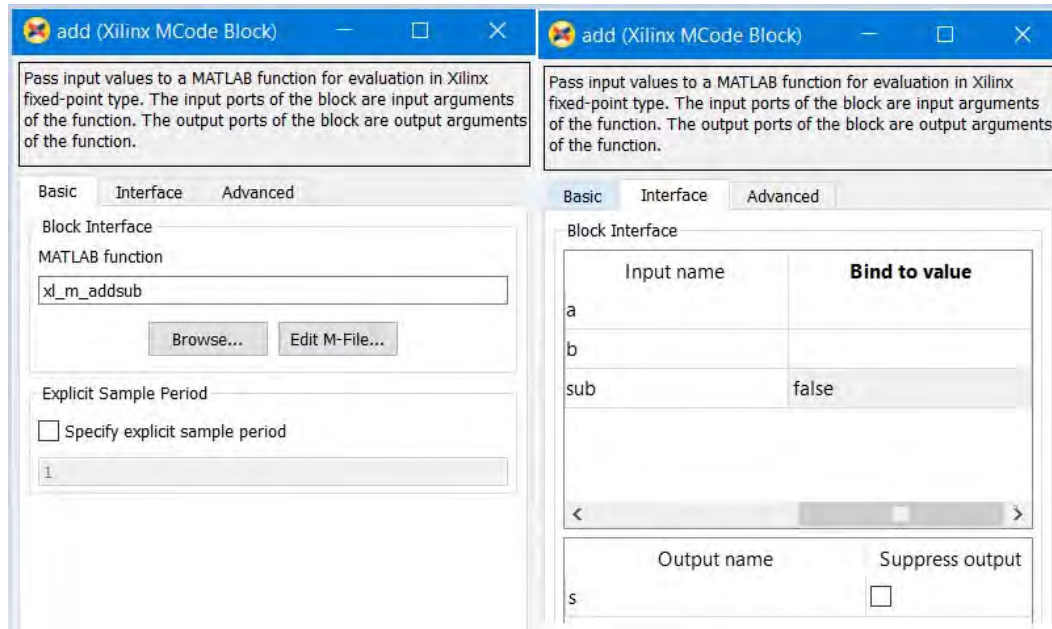 add (Xilinx MCode Block)
Pass input values to a MATLAB function for evaluation in Xilinx
fixed-point type. The input ports of the block are input arguments
of the function. The output ports of the block are output arguments
of the function.
Basic Interface Advanced
Block Interface
MATLAB function
xl_m_addsub
Browse... Edit M-File...
Explicit Sample Period
Specify explicit sample period
1
add (Xilinx MCode Block)
Pass input values to a MATLAB function for evaluation in Xilinx
fixed-point type. The input ports of the block are input arguments
of the function. The output ports of the block are output arguments
of the function.
Basic Interface Advanced
Block Interface
Input name Bind to value
a
b
sub false
Output name Suppress output
s